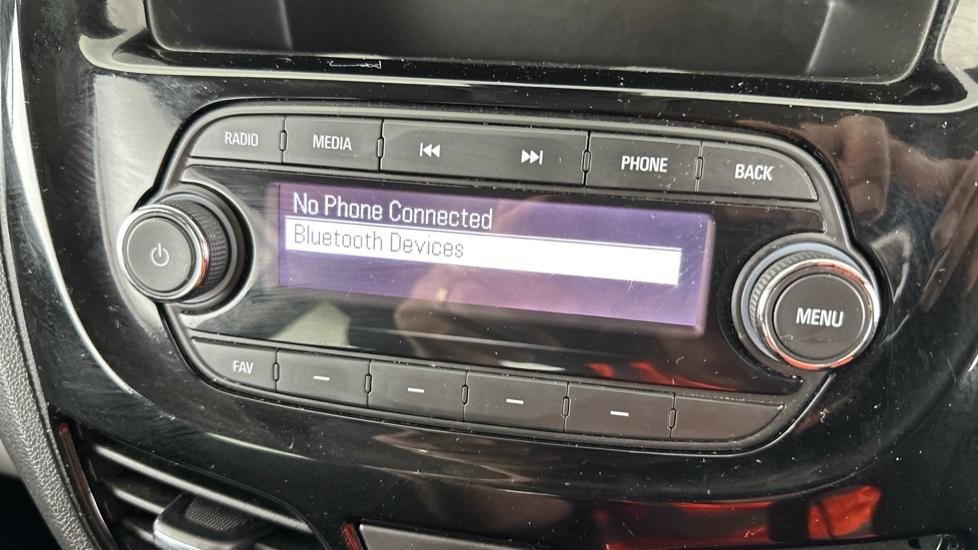 RADIO MEDIA PHONE BACK
No Phone Connected
Bluetooth Devices
MENU
FAV